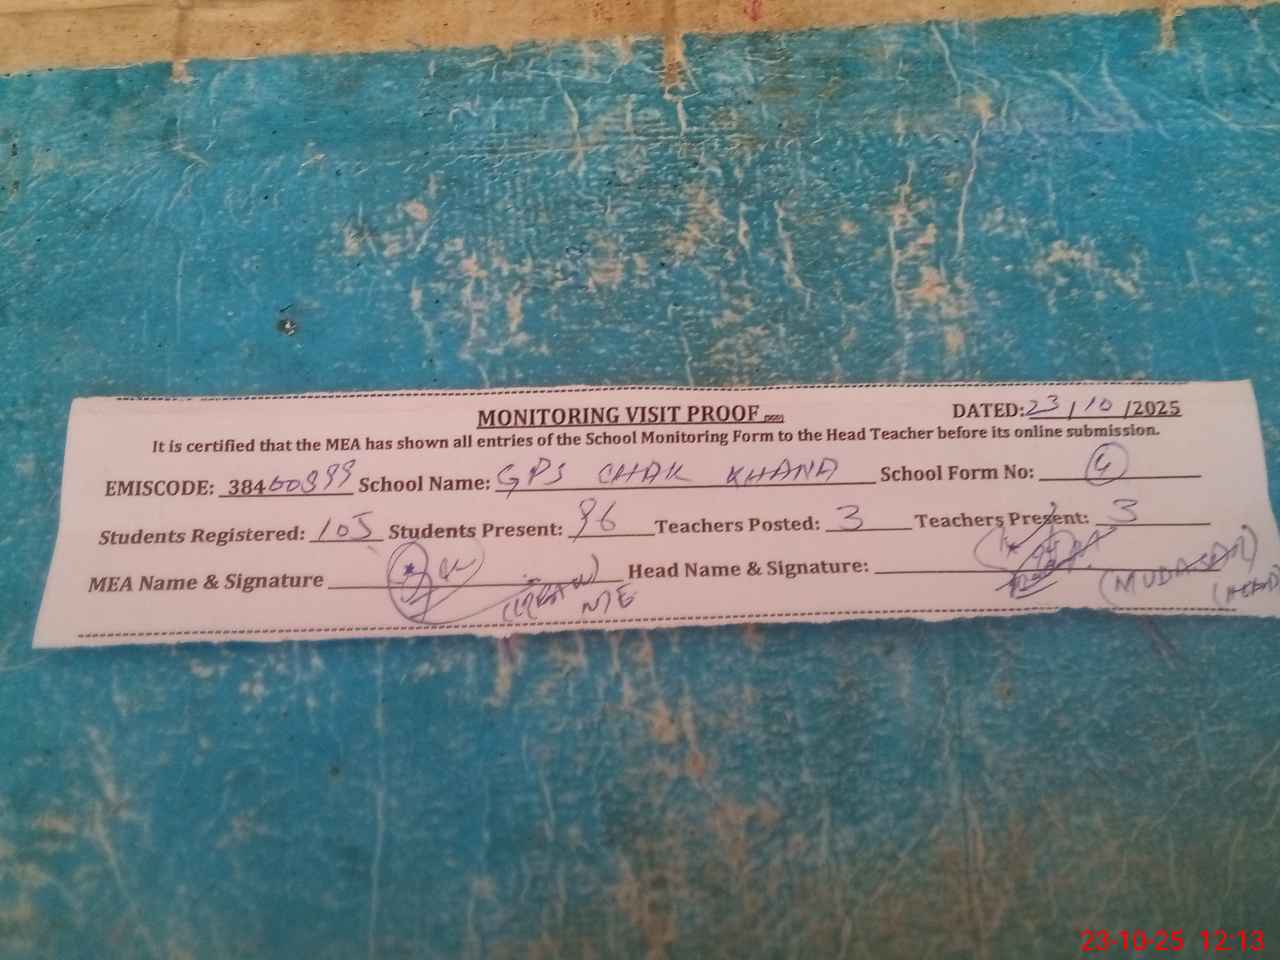 MONITORING VISIT PROOF DATED: 23 / 10 /2025
It is certified that the MEA has shown all entries of the School Monitoring Form to the Head Teacher before its online submission.
EMISCODE: 38460899 School Name: GPS CHAK KHANA School Form No: 4
Students Registered: 105 Students Present: 96 Teachers Posted: 3 Teachers Present: 3
MEA Name & Signature Head Name & Signature: (MUDASAR)
(HEAD)
23-10-25 12:13